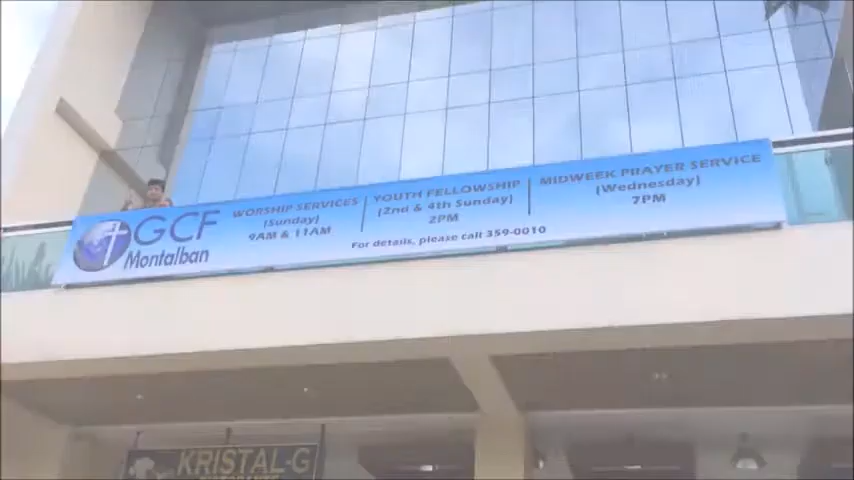 GCF
Montalban
WORSHIP SERVICES
(Sunday)
9AM & 11AM
YOUTH FELLOWSHIP
(2nd & 4th Sunday)
2PM
MIDWEEK PRAYER SERVICE
(Wednesday)
7PM
For details, please call 359-0010
KRISTAL-G